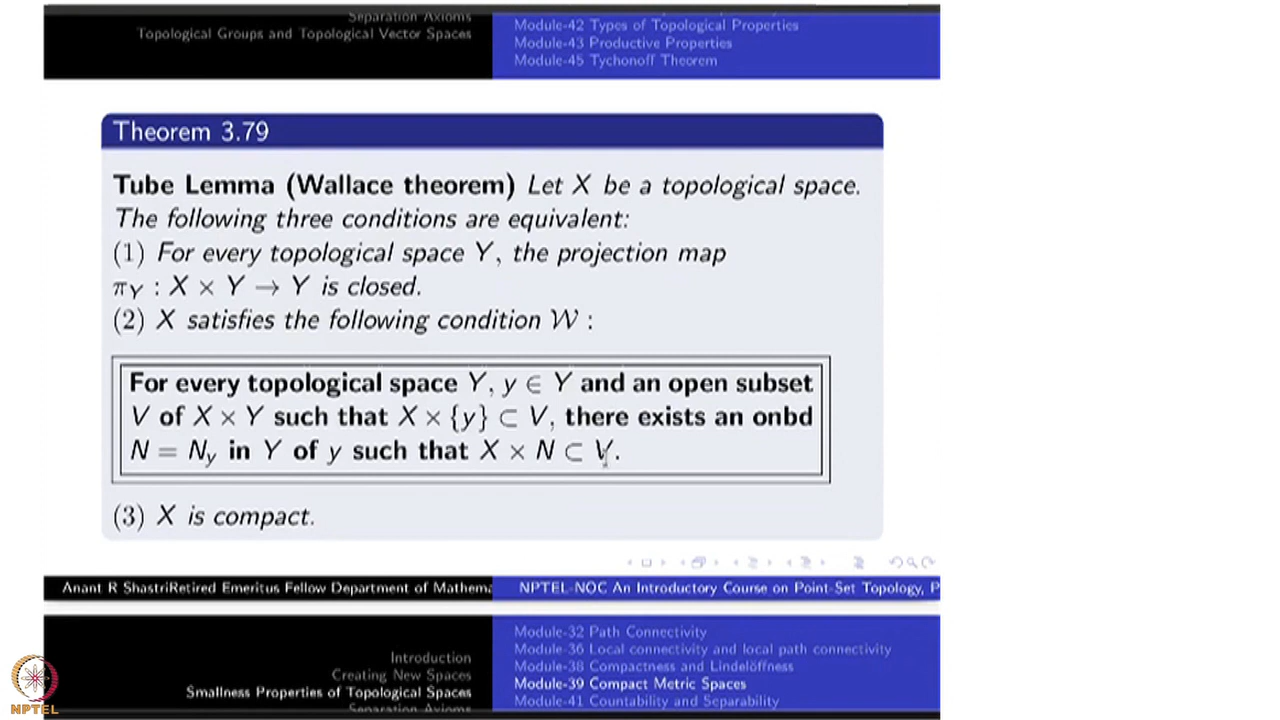 Separation Axioms
Topological Groups and Topological Vector Spaces
Module-42 Types of Topological Properties
Module-43 Productive Properties
Module-45 Tychonoff Theorem
Theorem 3.79
Tube Lemma (Wallace theorem) Let X be a topological space.
The following three conditions are equivalent:
(1) For every topological space Y, the projection map
π_Y : X × Y → Y is closed.
(2) X satisfies the following condition 𝒲 :
For every topological space Y, y ∈ Y and an open subset
V of X × Y such that X × {y} ⊂ V, there exists an onbd
N = N_y in Y of y such that X × N ⊂ V.
(3) X is compact.
Anant R ShastriRetired Emeritus Fellow Department of Mathema
NPTEL-NOC An Introductory Course on Point-Set Topology, P
Introduction
Creating New Spaces
Smallness Properties of Topological Spaces
Separation Axioms
Module-32 Path Connectivity
Module-36 Local connectivity and local path connectivity
Module-38 Compactness and Lindelöffness
Module-39 Compact Metric Spaces
Module-41 Countability and Separability
NPTEL